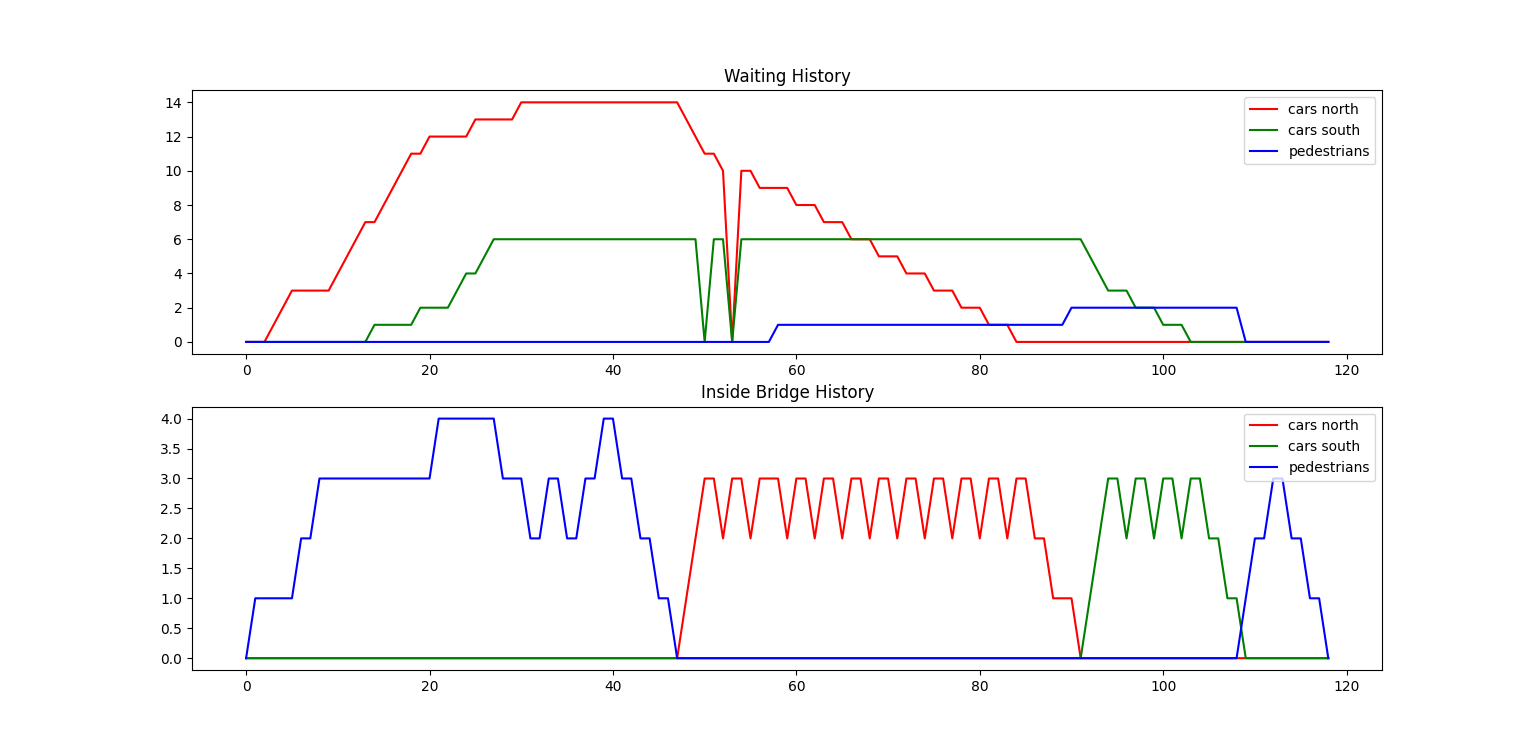 Waiting History
14
12
10
8
6
4
2
0
cars north
cars south
pedestrians
0 20 40 60 80 100 120
Inside Bridge History
4.0
3.5
3.0
2.5
2.0
1.5
1.0
0.5
0.0
cars north
cars south
pedestrians
0 20 40 60 80 100 120